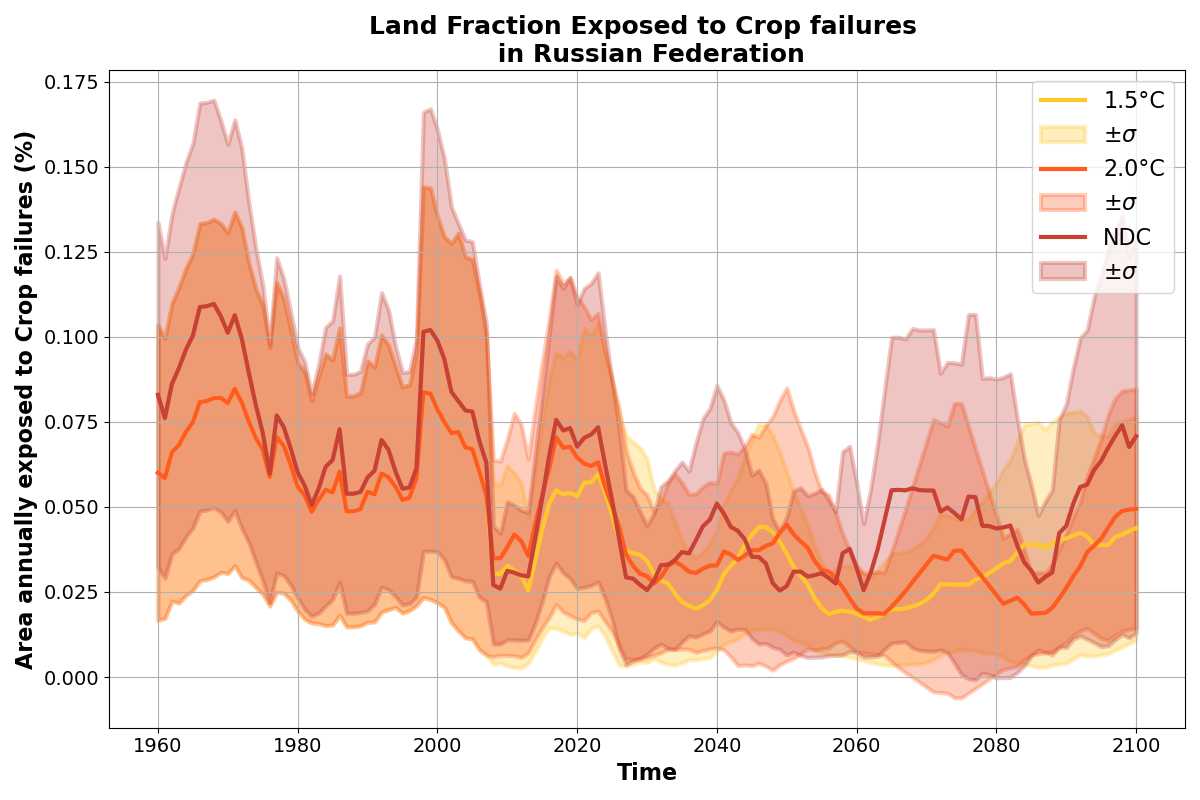 Land Fraction Exposed to Crop failures
in Russian Federation
Area annually exposed to Crop failures (%)
0.175
0.150
0.125
0.100
0.075
0.050
0.025
0.000
1.5°C
±σ
2.0°C
±σ
NDC
±σ
1960
1980
2000
2020
2040
2060
2080
2100
Time